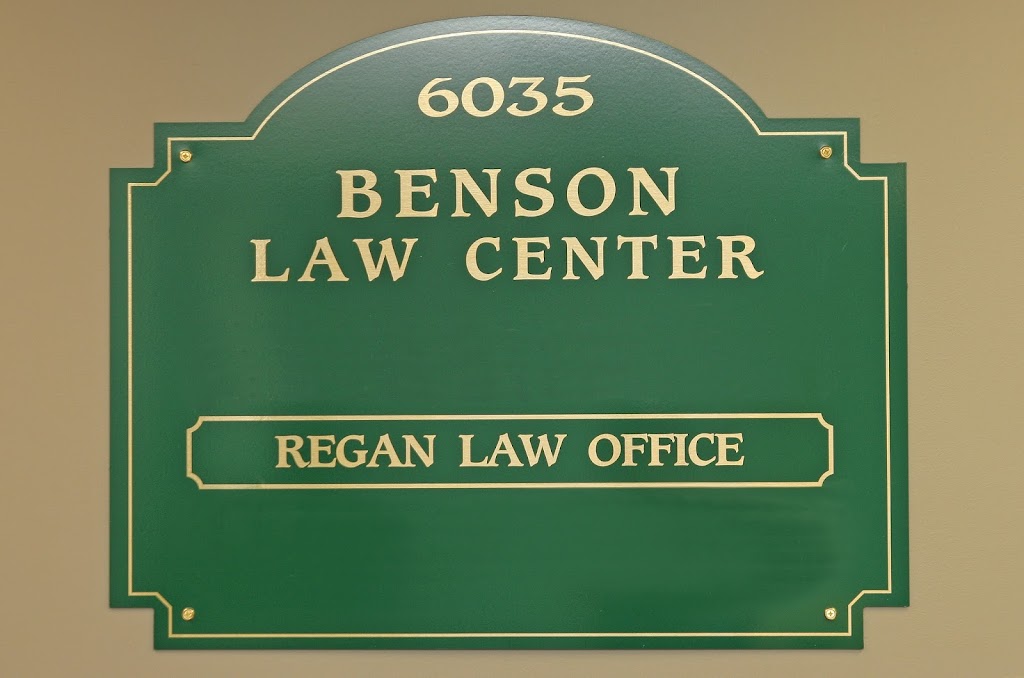 6035
BENSON
LAW CENTER
REGAN LAW OFFICE